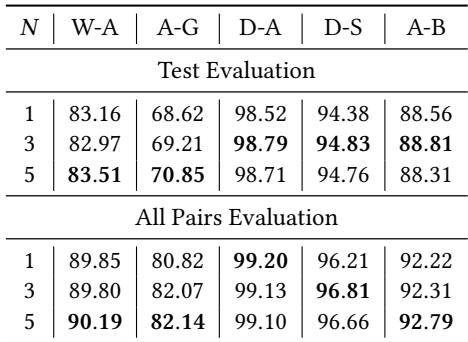 N W-A A-G D-A D-S A-B
Test Evaluation
1 83.16 68.62 98.52 94.38 88.56
3 82.97 69.21 98.79 94.83 88.81
5 83.51 70.85 98.71 94.76 88.31
All Pairs Evaluation
1 89.85 80.82 99.20 96.21 92.22
3 89.80 82.07 99.13 96.81 92.31
5 90.19 82.14 99.10 96.66 92.79